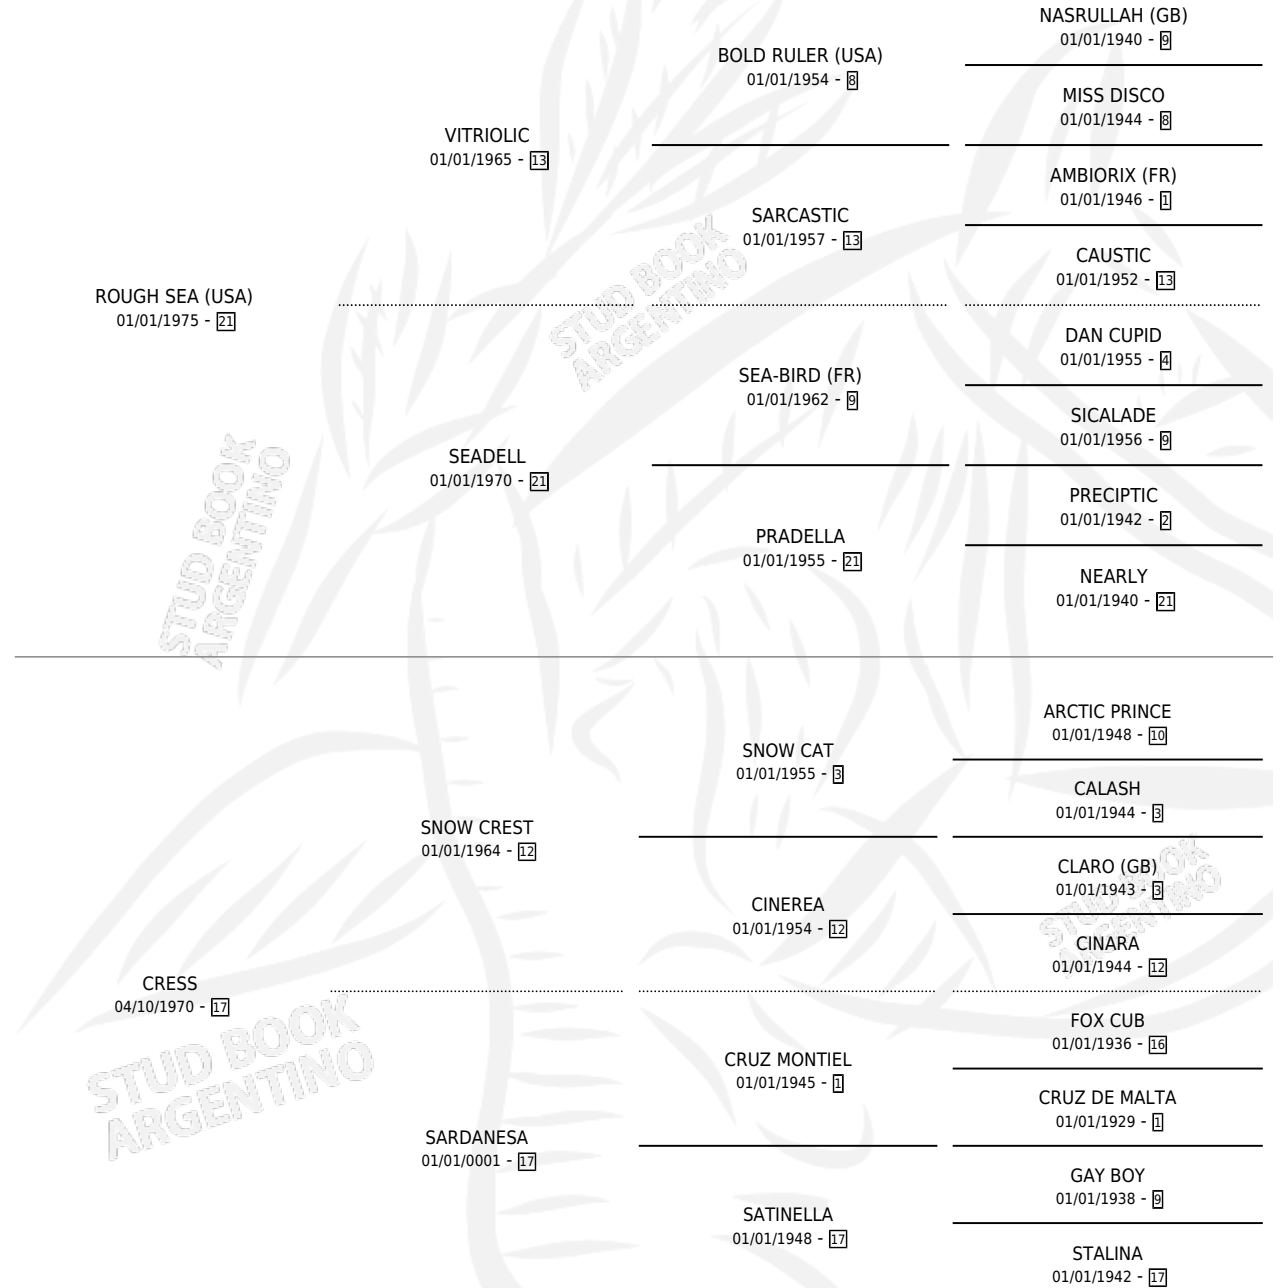 NASRULLAH (GB)
01/01/1940 - 9
BOLD RULER (USA)
01/01/1954 - 8
MISS DISCO
01/01/1944 - 8
VITRIOLIC
01/01/1965 - 13
AMBIORIX (FR)
01/01/1946 - 1
SARCASTIC
01/01/1957 - 13
CAUSTIC
01/01/1952 - 13
ROUGH SEA (USA)
01/01/1975 - 21
STUD BOOK
ARGENTINO
DAN CUPID
01/01/1955 - 4
SEA-BIRD (FR)
01/01/1962 - 9
SICALADE
01/01/1956 - 9
SEADELL
01/01/1970 - 21
PRECIPTIC
01/01/1942 - 2
PRADELLA
01/01/1955 - 21
NEARLY
01/01/1940 - 21
STUD BOOK
ARGENTINO
ARCTIC PRINCE
01/01/1948 - 10
SNOW CAT
01/01/1955 - 3
CALASH
01/01/1944 - 3
SNOW CREST
01/01/1964 - 12
CLARO (GB)
01/01/1943 - 3
CINEREA
01/01/1954 - 12
CINARA
01/01/1944 - 12
STUD BOOK
ARGENTINO
CRESS
04/10/1970 - 17
FOX CUB
01/01/1936 - 16
CRUZ MONTIEL
01/01/1945 - 1
CRUZ DE MALTA
01/01/1929 - 1
STUD BOOK
ARGENTINO
SARDANESA
01/01/0001 - 17
GAY BOY
01/01/1938 - 9
SATINELLA
01/01/1948 - 17
STALINA
01/01/1942 - 17